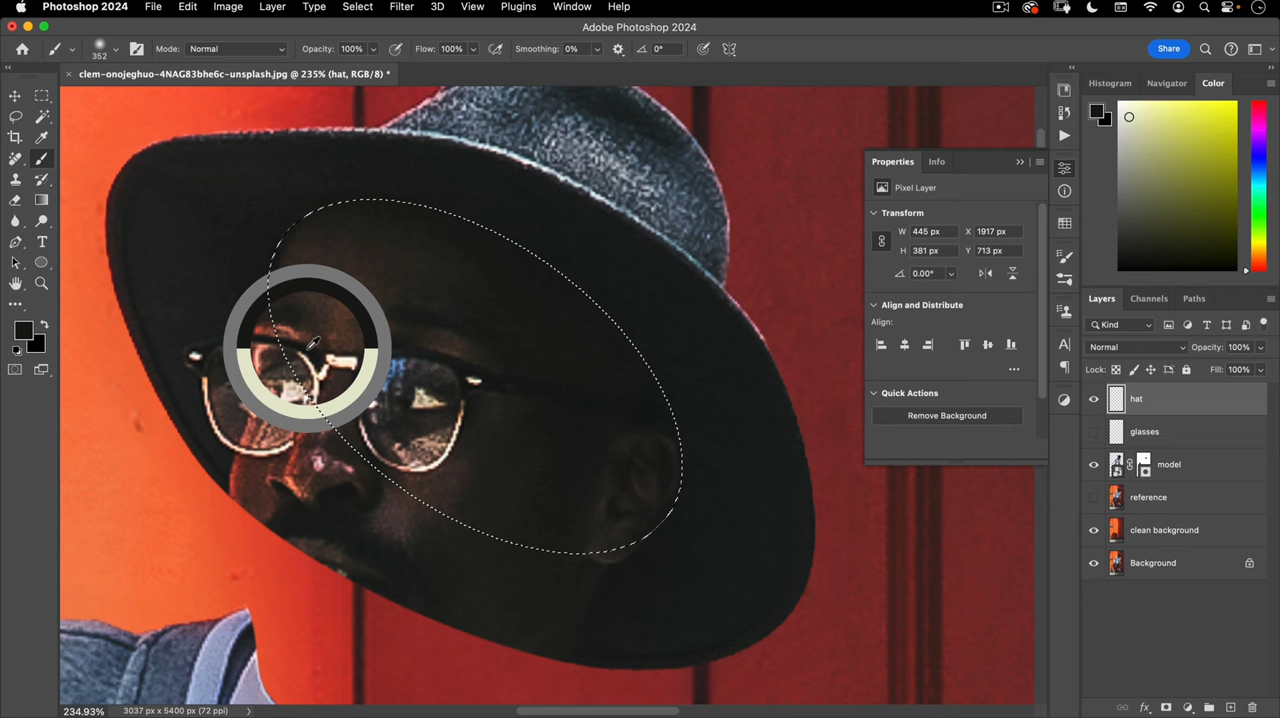 Photoshop 2024 File Edit Image Layer Type Select Filter 3D View Plugins Window Help
Adobe Photoshop 2024
352 Mode: Normal Opacity: 100% Flow: 100% Smoothing: 0% 0° Share
clem-onojeghuo-4NAG83bhe6c-unsplash.jpg @ 235% (hat, RGB/8) *
Histogram Navigator Color
Properties Info
Pixel Layer
Transform
W 445 px X 1917 px
H 381 px Y 713 px
0.00°
Align and Distribute
Align:
Quick Actions
Remove Background
Layers Channels Paths
Kind
Normal Opacity: 100%
Lock: Fill: 100%
hat
glasses
model
reference
clean background
Background
234.93% 3037 px x 5400 px (72 ppi)